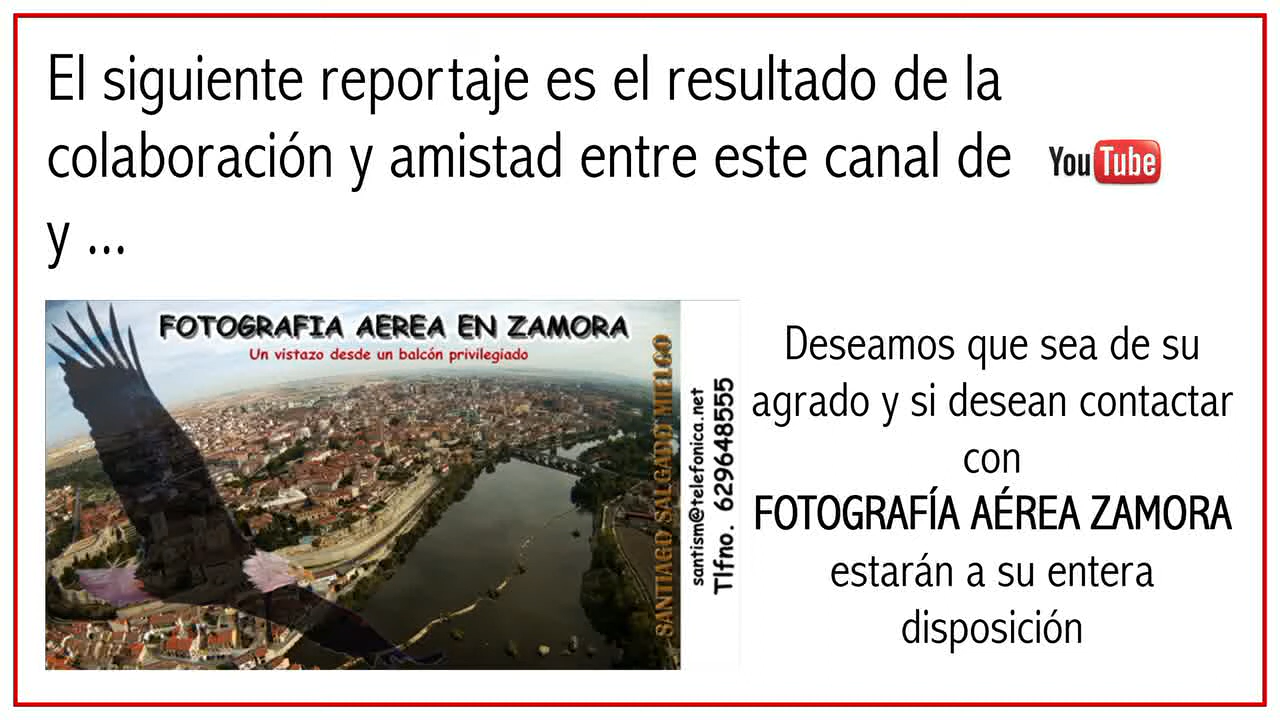 El siguiente reportaje es el resultado de la
colaboración y amistad entre este canal de YouTube
y ...
FOTOGRAFIA AEREA EN ZAMORA
Un vistazo desde un balcón privilegiado
SANTIAGO SALGADO MIELGO
santism@telefonica.net
Tlfno. 629648555
Deseamos que sea de su
agrado y si desean contactar
con
FOTOGRAFÍA AÉREA ZAMORA
estarán a su entera
disposición